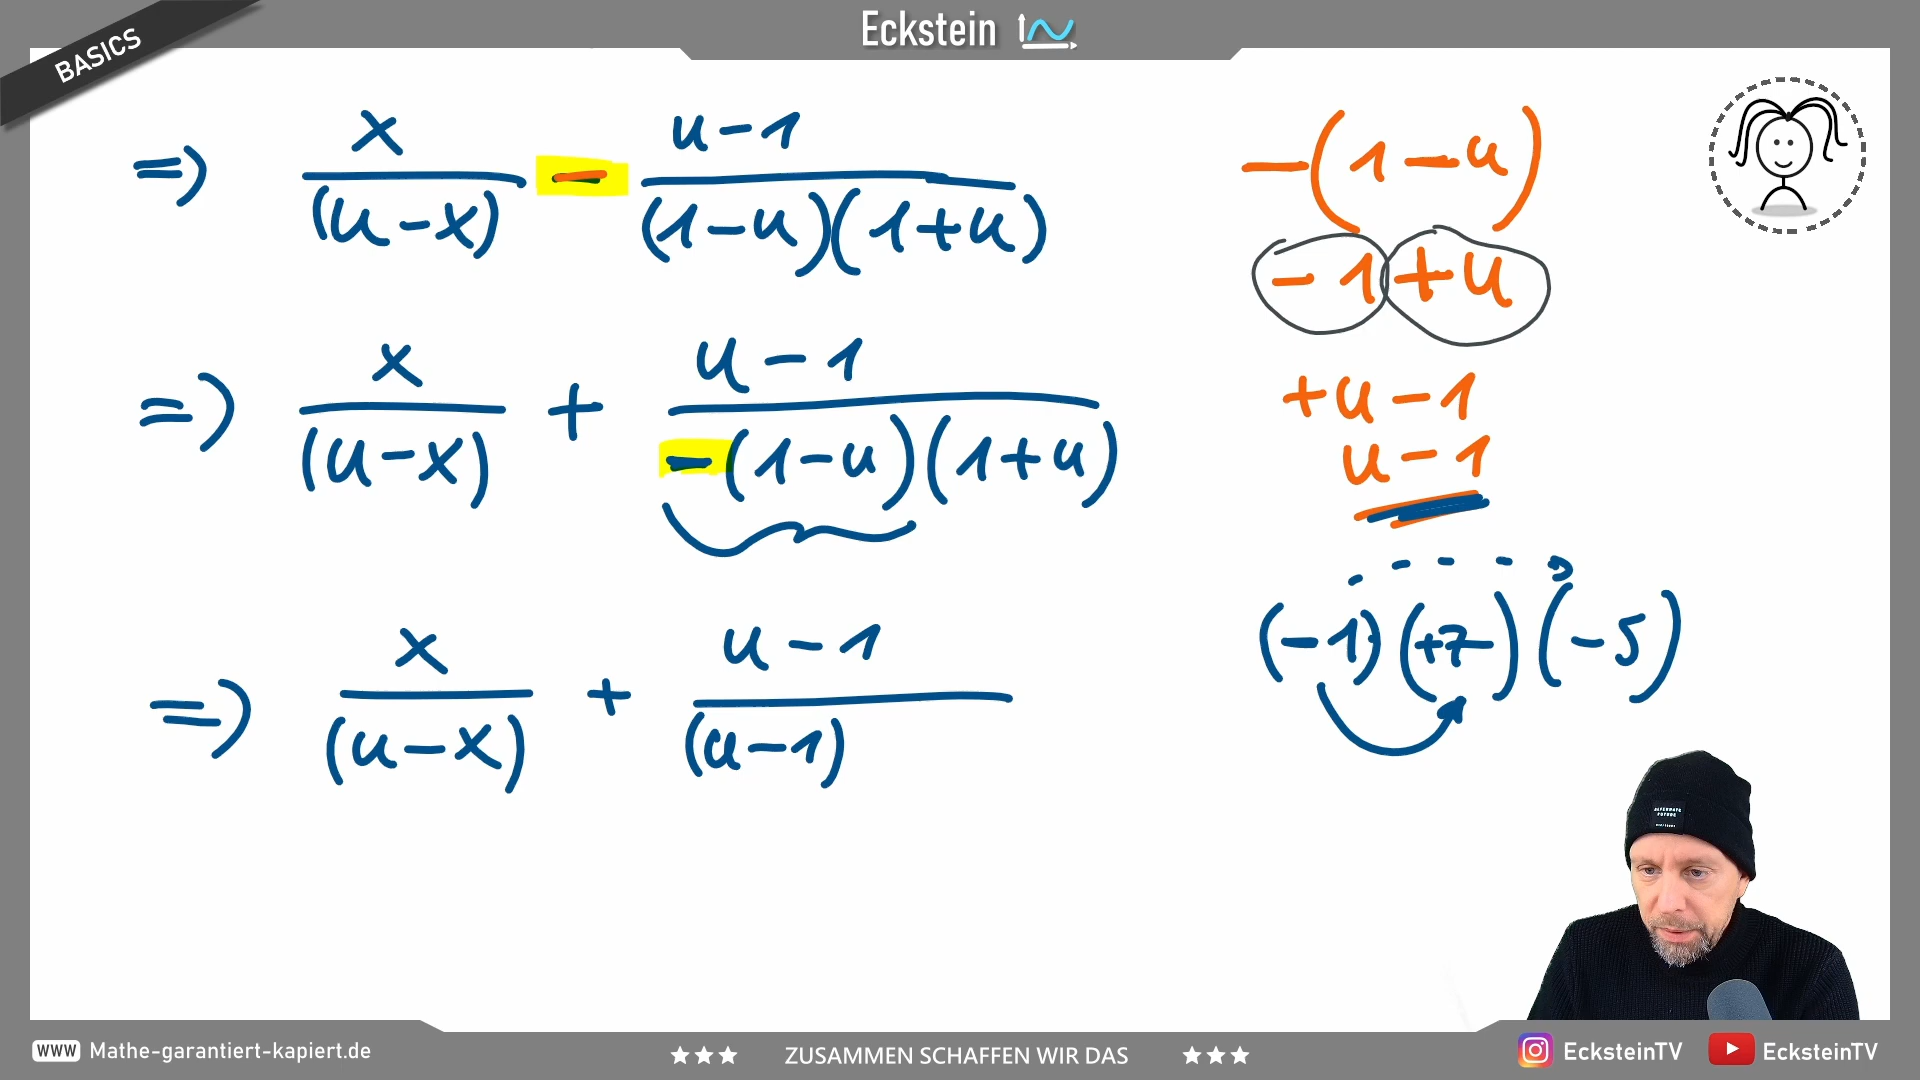 BASICS
Eckstein
=> x/(u-x) - u-1/(1-u)(1+u)
=> x/(u-x) + u-1/-(1-u)(1+u)
=> x/(u-x) + u-1/(u-1)
-(1-u)
-1+u
+u-1
u-1
(-1)(+7)(-5)
www Mathe-garantiert-kapiert.de
★★★ ZUSAMMEN SCHAFFEN WIR DAS ★★★
EcksteinTV
EcksteinTV